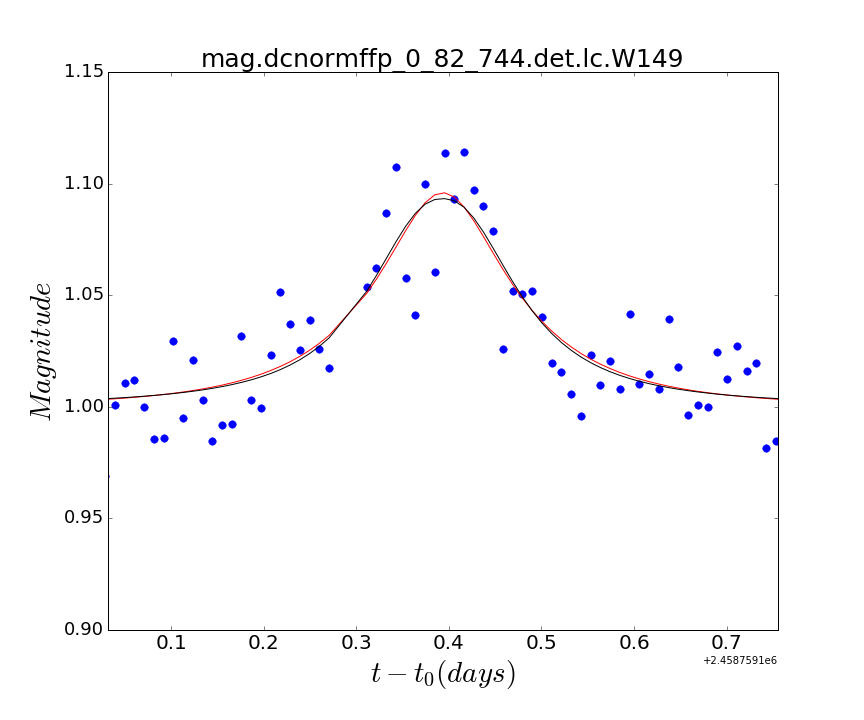 mag.dcnormffp_0_82_744.det.lc.W149
1.15
1.10
1.05
1.00
0.95
0.90
Magnitude
0.1 0.2 0.3 0.4 0.5 0.6 0.7
+2.4587591e6
t − t₀(days)